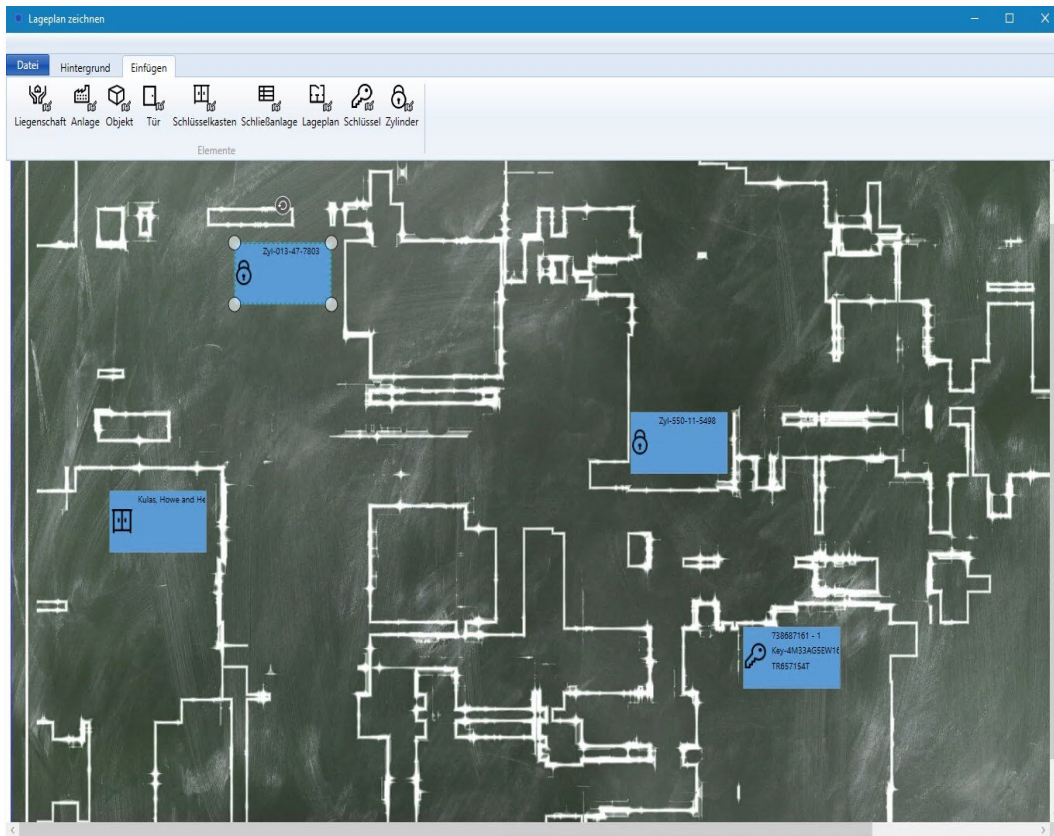 Lageplan zeichnen
Datei Hintergrund Einfügen
Liegenschaft Anlage Objekt Tür Schlüsselkasten Schließanlage Lageplan Schlüssel Zylinder
Elemente
Zyl-013-47-7803
Zyl-550-11-5498
Kulas, Howe and He
738687161 - 1
Key-4M33AG5EW16
TR657154T